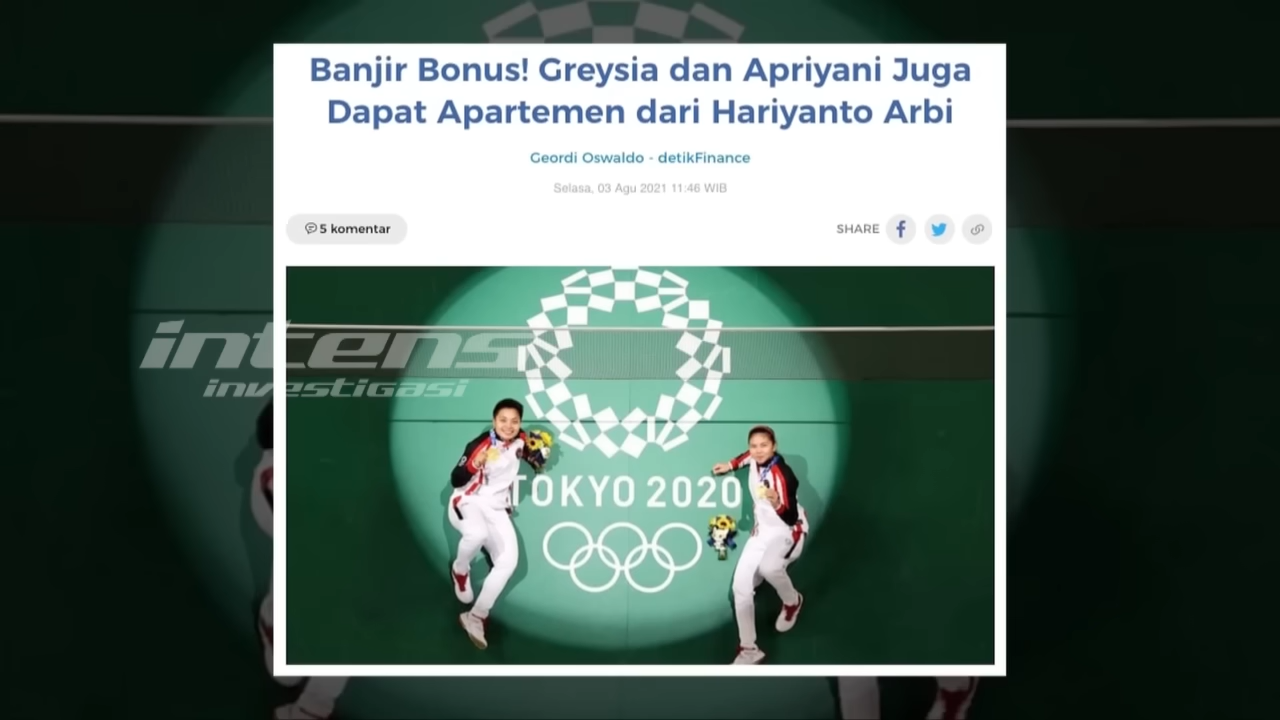 Banjir Bonus! Greysia dan Apriyani Juga
Dapat Apartemen dari Hariyanto Arbi
Geordi Oswaldo - detikFinance
Selasa, 03 Agu 2021 11:46 WIB
5 komentar
SHARE
intens
investigasi
TOKYO 2020